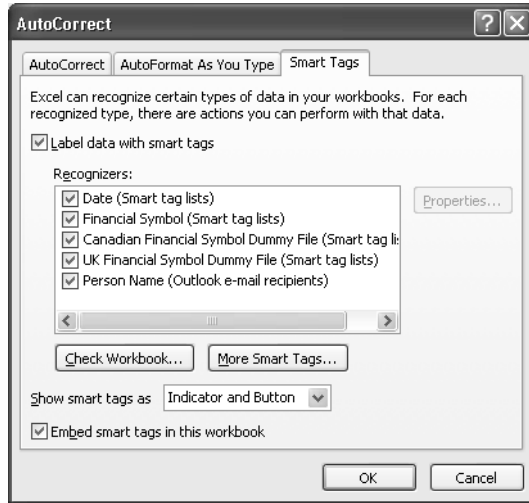 AutoCorrect
AutoCorrect AutoFormat As You Type Smart Tags
Excel can recognize certain types of data in your workbooks. For each
recognized type, there are actions you can perform with that data.
Label data with smart tags
Recognizers:
Date (Smart tag lists)
Properties...
Financial Symbol (Smart tag lists)
Canadian Financial Symbol Dummy File (Smart tag li
UK Financial Symbol Dummy File (Smart tag lists)
Person Name (Outlook e-mail recipients)
Check Workbook... More Smart Tags...
Show smart tags as Indicator and Button
Embed smart tags in this workbook
OK Cancel